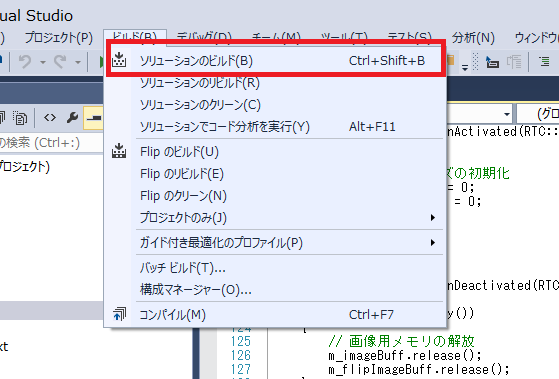 ual Studio
プロジェクト(P) ビルド(B) デバッグ(D) チーム(M) ツール(T) テスト(S) 分析(N) ウィンドウ
ソリューションのビルド(B) Ctrl+Shift+B
ソリューションのリビルド(R)
ソリューションのクリーン(C)
ソリューションでコード分析を実行(Y) Alt+F11
Flip のビルド(U)
Flip のリビルド(E)
Flip のクリーン(N)
プロジェクトのみ(J)
ガイド付き最適化のプロファイル(P)
バッチ ビルド(T)...
構成マネージャー(O)...
コンパイル(M) Ctrl+F7
の検索 (Ctrl+:)
プロジェクト)
xt
(グロ
nActivated(RTC::
ズの初期化
= 0;
= 0;
nDeactivated(RTC:
y())
124 {
125 // 画像用メモリの解放
126 m_imageBuff.release();
127 m_flipImageBuff.release();